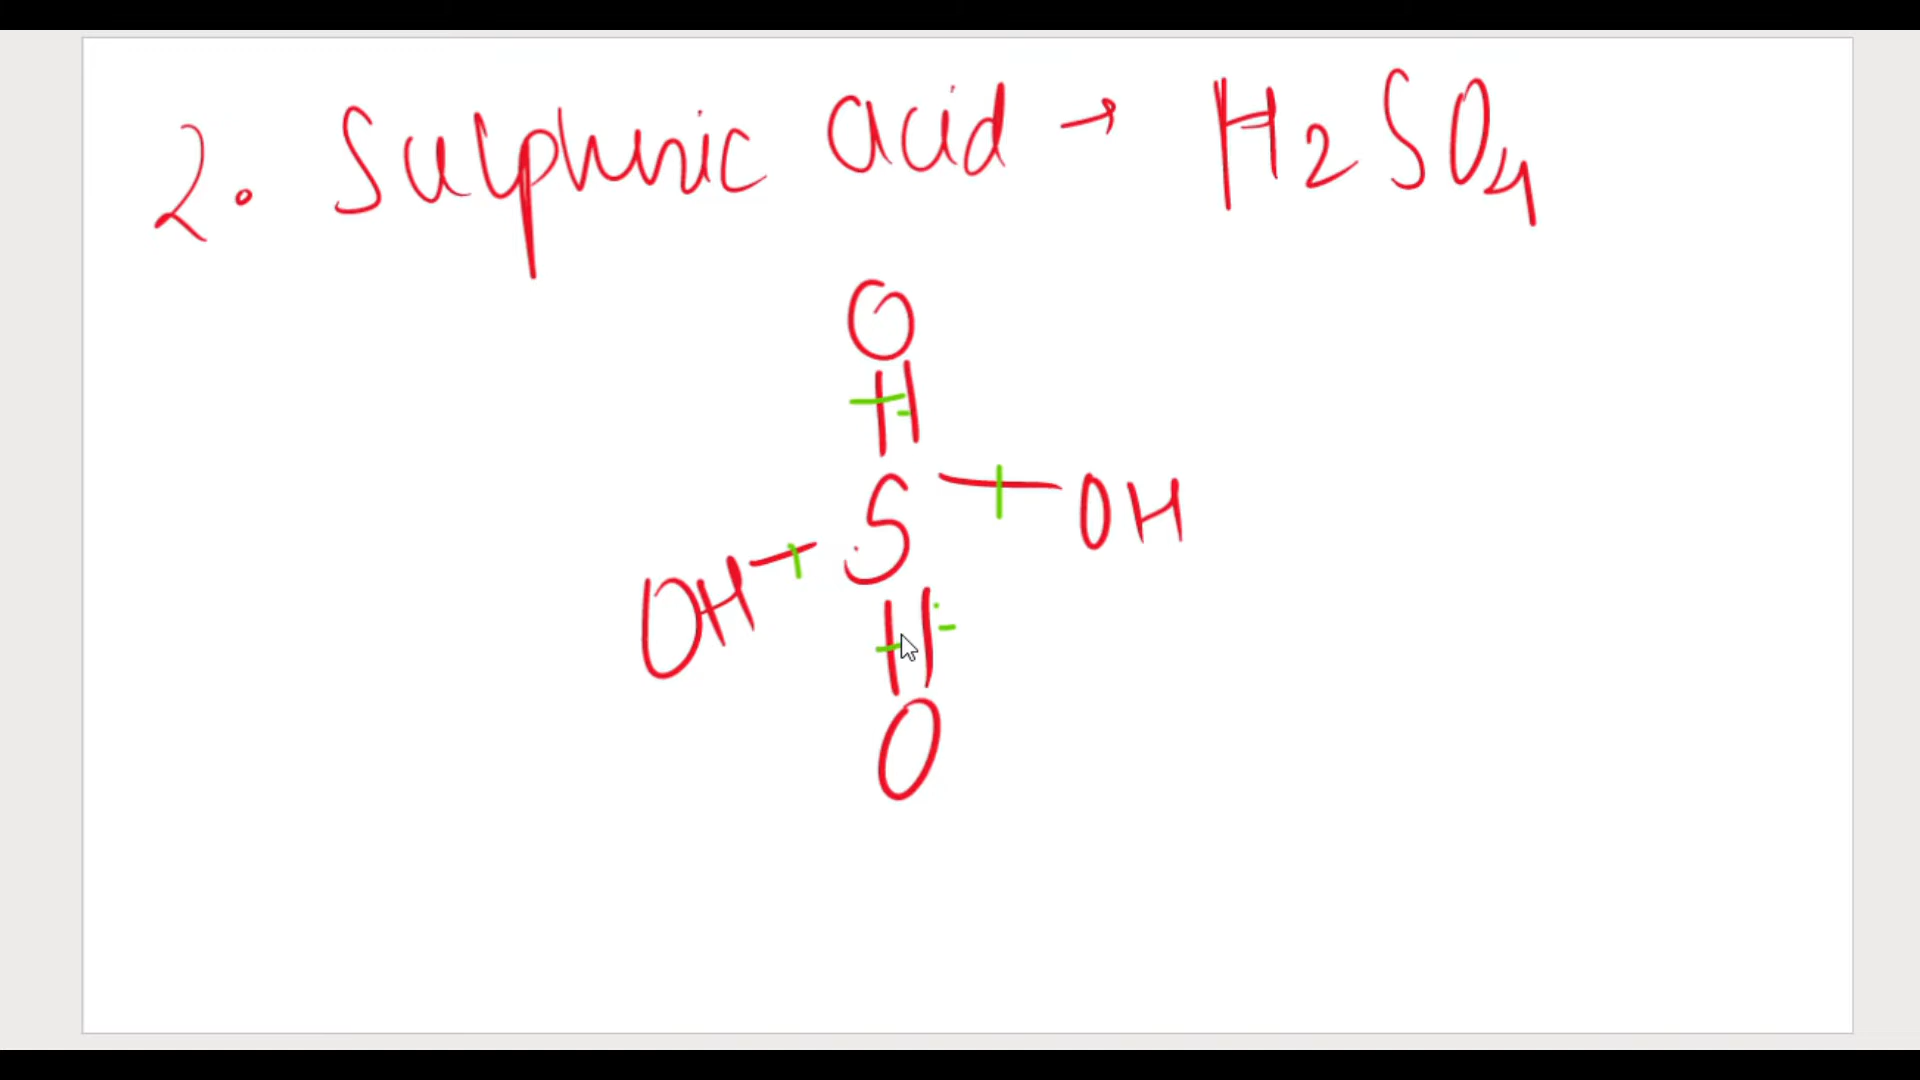 2. Sulphuric acid → H2SO4
O
S OH
OH
O